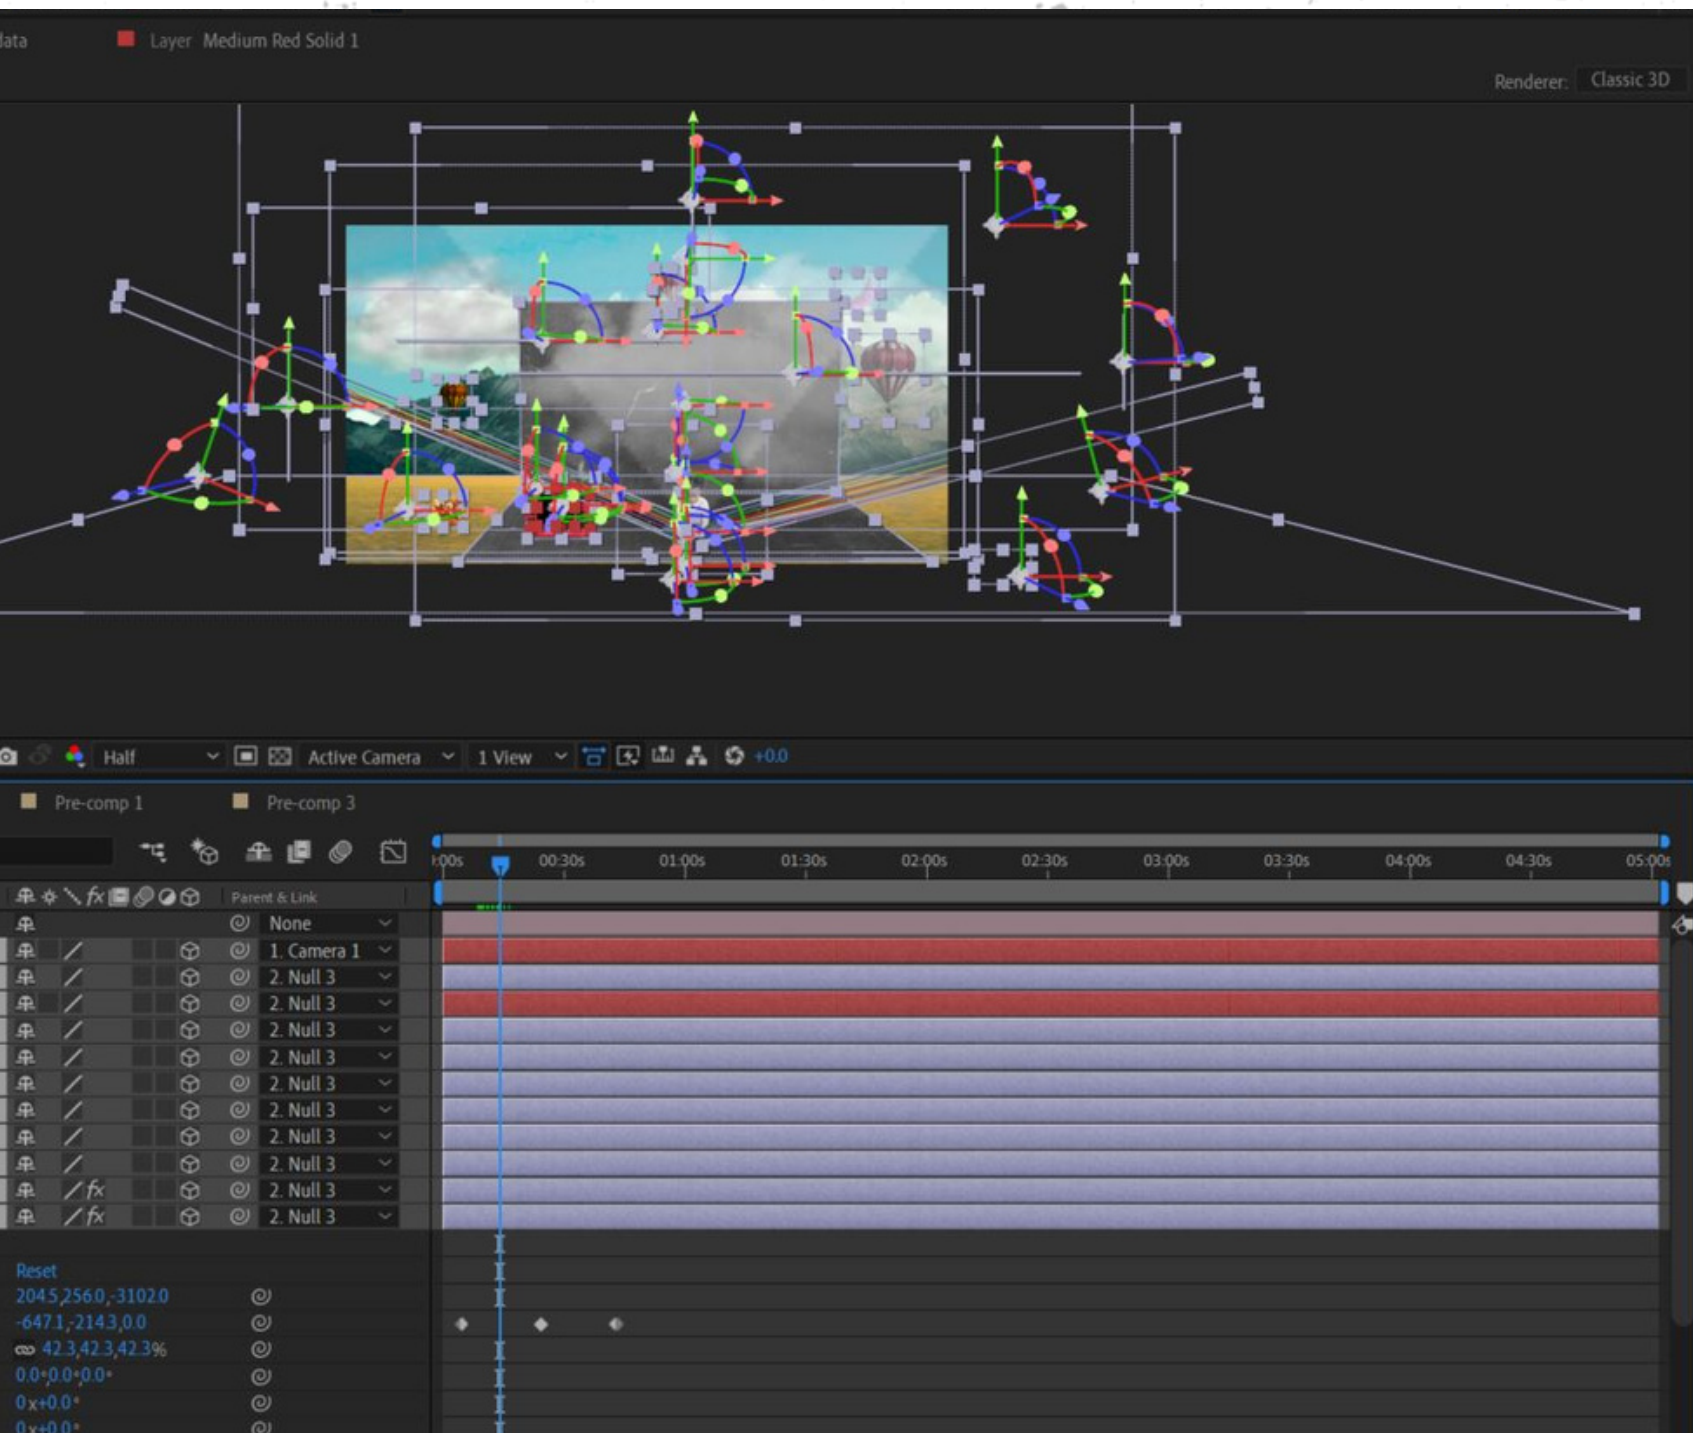 data Layer Medium Red Solid 1
Renderer: Classic 3D
Half Active Camera 1 View +0.0
Pre-comp 1 Pre-comp 3
:00s 00:30s 01:00s 01:30s 02:00s 02:30s 03:00s 03:30s 04:00s 04:30s 05:00s
fx Parent & Link
None
1. Camera 1
2. Null 3
2. Null 3
2. Null 3
2. Null 3
2. Null 3
2. Null 3
2. Null 3
2. Null 3
fx 2. Null 3
fx 2. Null 3
Reset
204.5,256.0,-3102.0
-647.1,-214.3,0.0
42.3,42.3,42.3%
0.0°,0.0°,0.0°
0x+0.0°
0x+0.0°